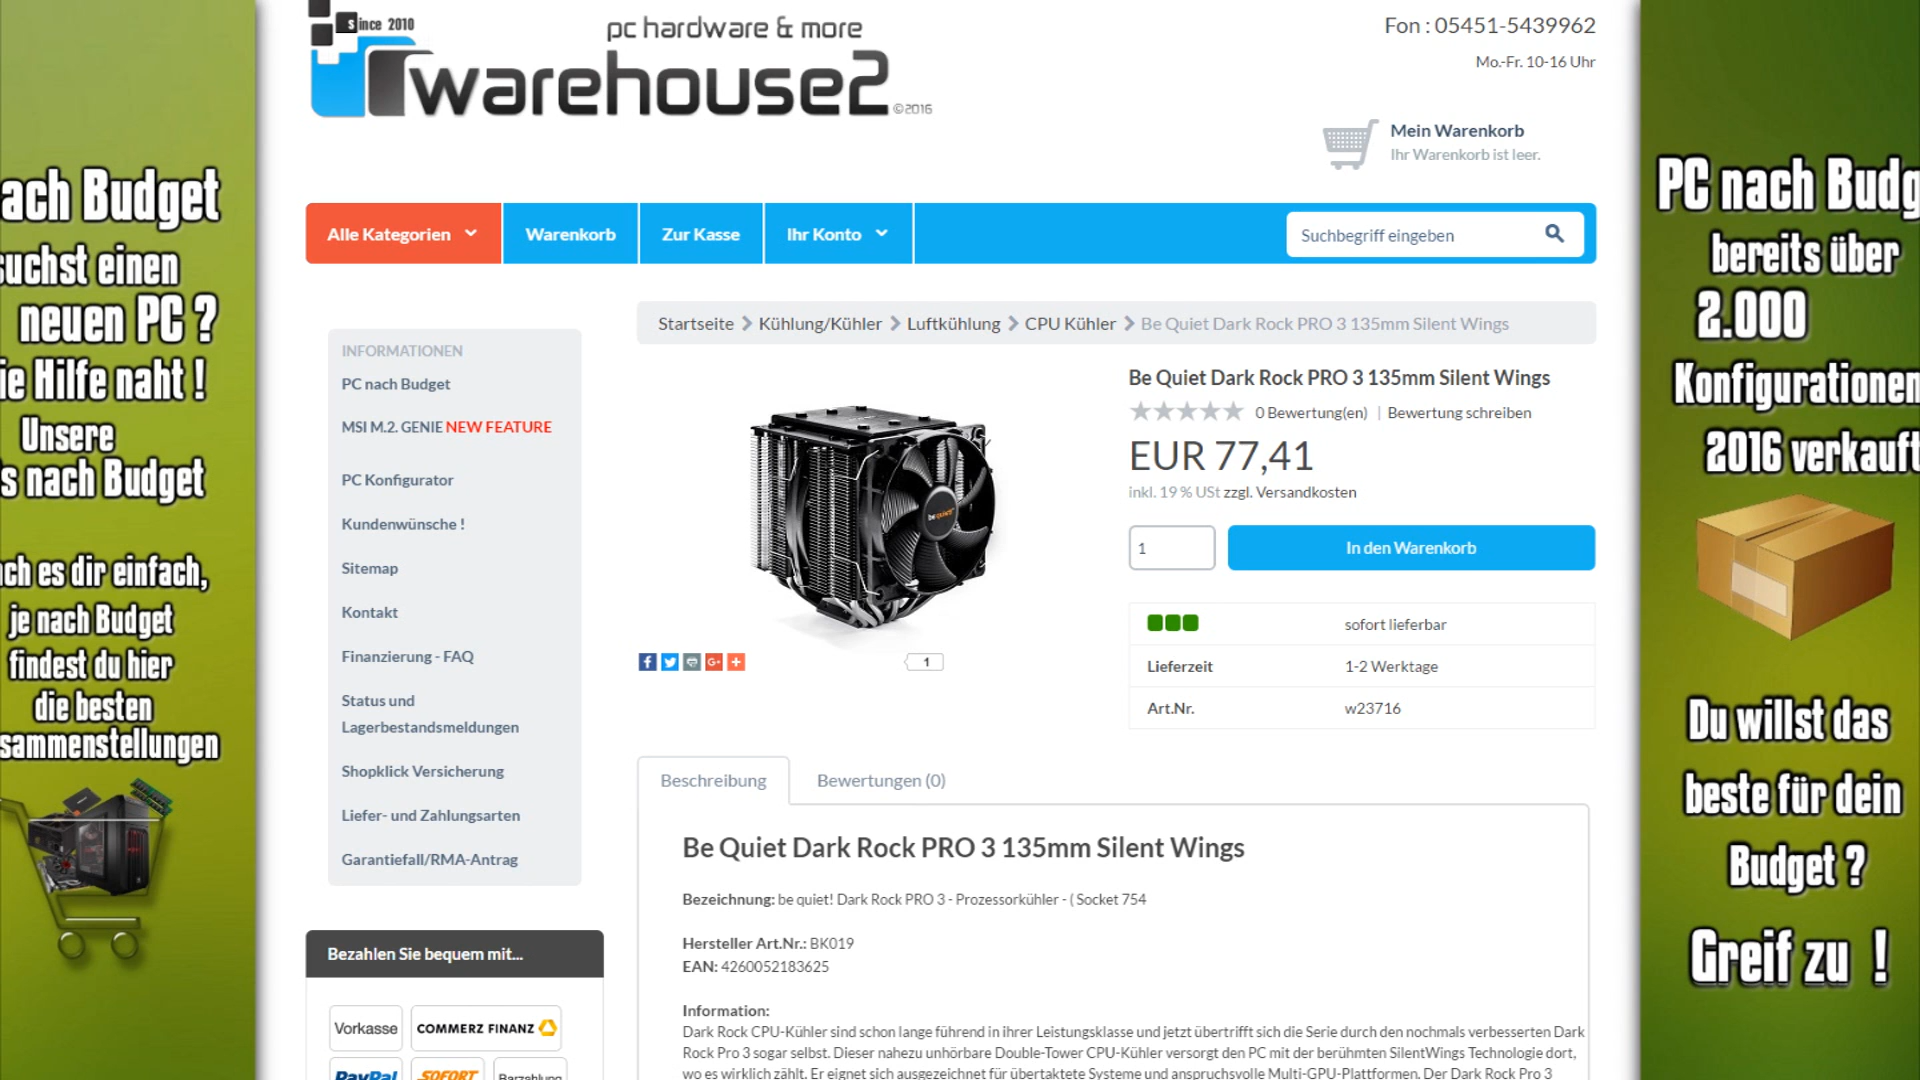 since 2010
pc hardware & more
warehouse2
©2016
Fon : 05451-5439962
Mo.-Fr. 10-16 Uhr
Mein Warenkorb
Ihr Warenkorb ist leer.
Alle Kategorien
Warenkorb
Zur Kasse
Ihr Konto
Suchbegriff eingeben
ach Budget
suchst einen
neuen PC ?
ie Hilfe naht !
Unsere
s nach Budget
ch es dir einfach,
je nach Budget
findest du hier
die besten
sammenstellungen
INFORMATIONEN
PC nach Budget
MSI M.2. GENIE NEW FEATURE
PC Konfigurator
Kundenwünsche !
Sitemap
Kontakt
Finanzierung - FAQ
Status und
Lagerbestandsmeldungen
Shopklick Versicherung
Liefer- und Zahlungsarten
Garantiefall/RMA-Antrag
Bezahlen Sie bequem mit...
Vorkasse
COMMERZ FINANZ
PayPal
SOFORT
Barzahlung
Startseite
Kühlung/Kühler
Luftkühlung
CPU Kühler
Be Quiet Dark Rock PRO 3 135mm Silent Wings
be quiet!
1
Be Quiet Dark Rock PRO 3 135mm Silent Wings
0 Bewertung(en) | Bewertung schreiben
EUR 77,41
inkl. 19 % USt zzgl. Versandkosten
1
In den Warenkorb
sofort lieferbar
Lieferzeit 1-2 Werktage
Art.Nr. w23716
Beschreibung
Bewertungen (0)
Be Quiet Dark Rock PRO 3 135mm Silent Wings
Bezeichnung: be quiet! Dark Rock PRO 3 - Prozessorkühler - ( Socket 754
Hersteller Art.Nr.: BK019
EAN: 4260052183625
Information:
Dark Rock CPU-Kühler sind schon lange führend in ihrer Leistungsklasse und jetzt übertrifft sich die Serie durch den nochmals verbesserten Dark
Rock Pro 3 sogar selbst. Dieser nahezu unhörbare Double-Tower CPU-Kühler versorgt den PC mit der berühmten SilentWings Technologie dort,
wo es wirklich zählt. Er eignet sich ausgezeichnet für übertaktete Systeme und anspruchsvolle Multi-GPU-Plattformen. Der Dark Rock Pro 3
PC nach Budg
bereits über
2.000
Konfigurationen
2016 verkauft
Du willst das
beste für dein
Budget ?
Greif zu !